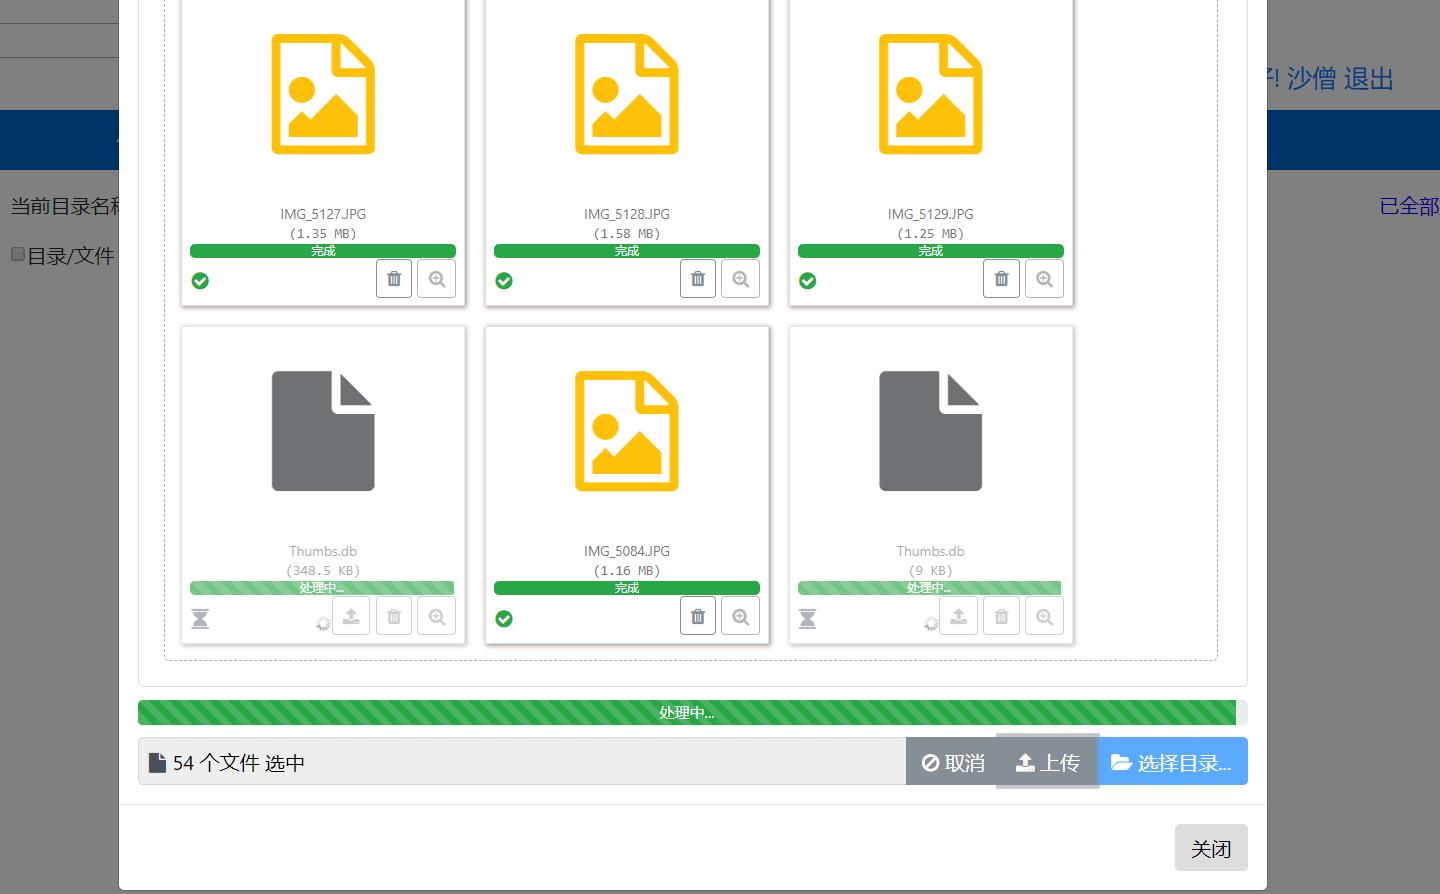 沙僧 退出
当前目录名
已全部
目录/文件
IMG_5127.JPG
(1.35 MB)
完成
IMG_5128.JPG
(1.58 MB)
完成
IMG_5129.JPG
(1.25 MB)
完成
Thumbs.db
(348.5 KB)
处理中...
IMG_5084.JPG
(1.16 MB)
完成
Thumbs.db
(9 KB)
处理中...
处理中...
54 个文件 选中
取消
上传
选择目录...
关闭